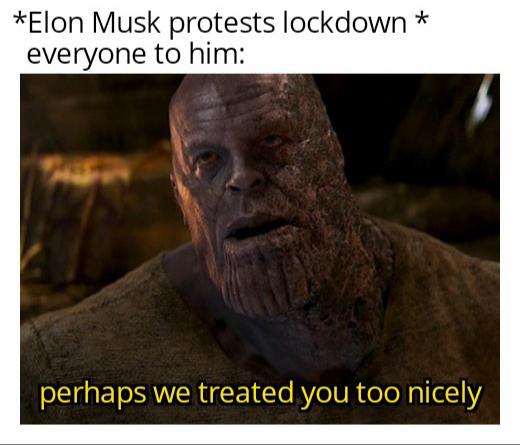 *Elon Musk protests lockdown *
everyone to him:
perhaps we treated you too nicely